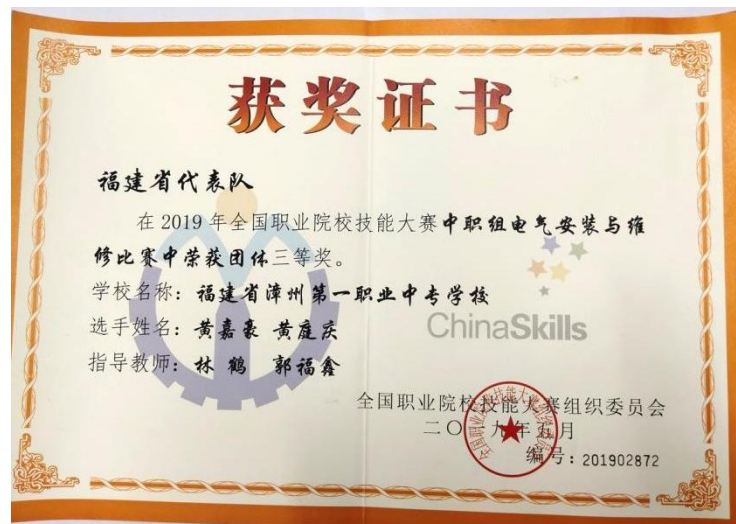 获奖证书
福建省代表队
在 2019 年全国职业院校技能大赛中职组电气安装与维
修比赛中荣获团体三等奖。
学校名称：福建省漳州第一职业中专学校
选手姓名：黄嘉豪 黄庭庆
指导教师：林鹤 郭福鑫
ChinaSkills
全国职业院校技能大赛组织委员会
二〇一九年五月
编号：201902872